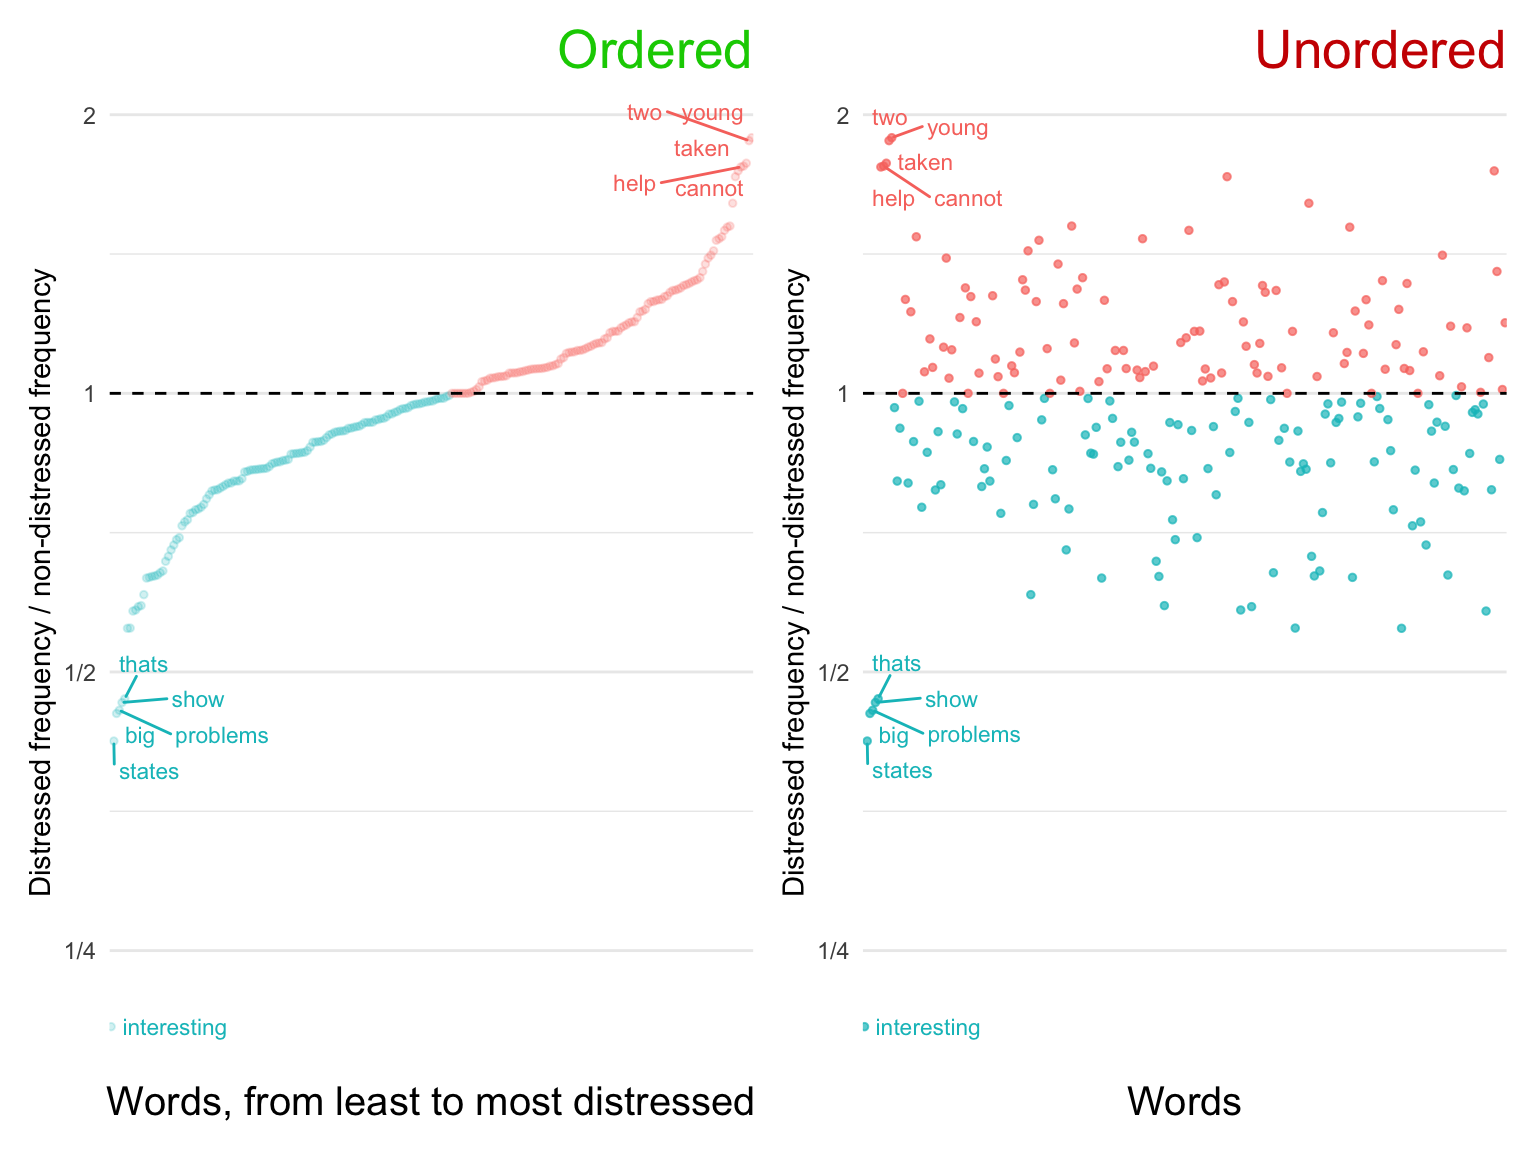 Ordered
2
1
1/2
1/4
Distressed frequency / non-distressed frequency
two young
taken
help cannot
thats
show
big problems
states
interesting
Words, from least to most distressed
Unordered
2
1
1/2
1/4
Distressed frequency / non-distressed frequency
two
young
taken
help cannot
thats
show
big problems
states
interesting
Words